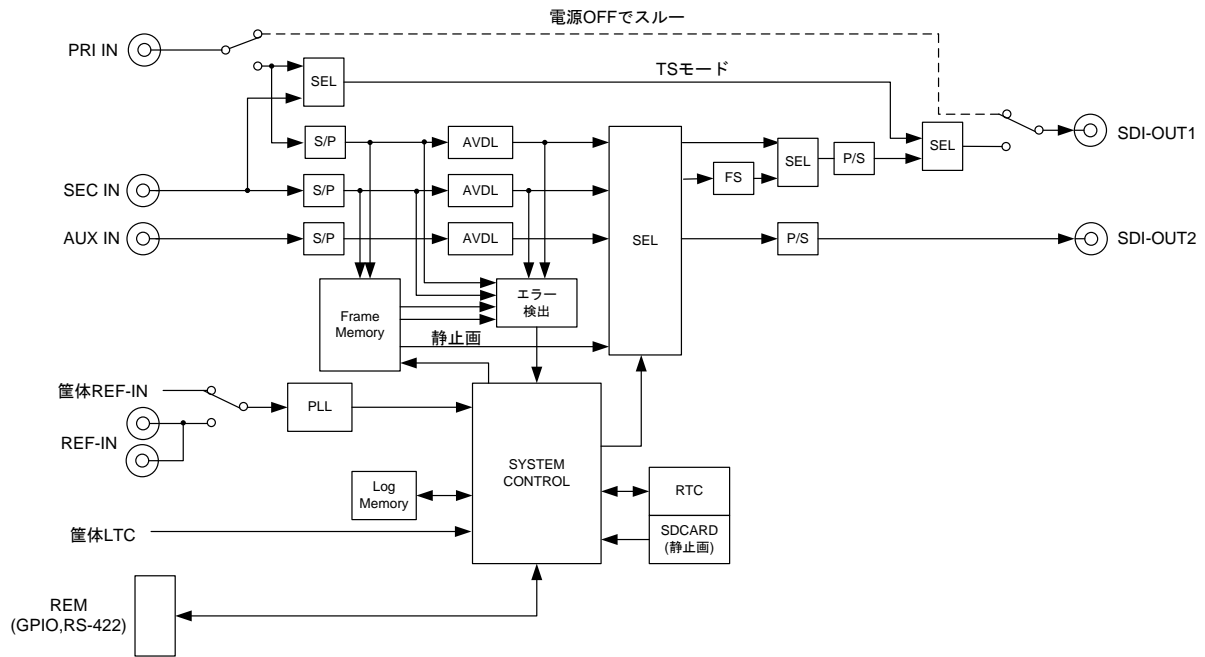 電源OFFでスルー
PRI IN
SEL
TSモード
S/P
AVDL
SEL
P/S
SEL
SDI-OUT1
FS
SEC IN
S/P
AVDL
AUX IN
S/P
AVDL
SEL
P/S
SDI-OUT2
Frame
Memory
エラー
検出
静止画
筐体REF-IN
PLL
REF-IN
SYSTEM
CONTROL
Log
Memory
RTC
SDCARD
(静止画)
筐体LTC
REM
(GPIO,RS-422)